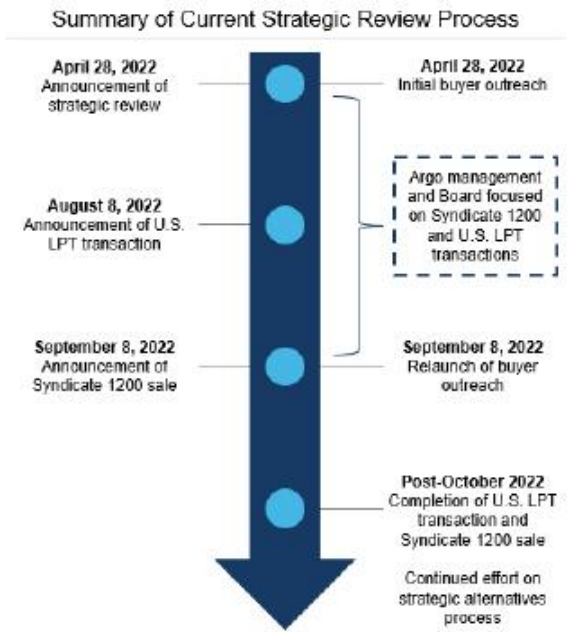 Summary of Current Strategic Review Process
April 28, 2022
Announcement of
strategic review
April 28, 2022
Initial buyer outreach
Argo management
and Board focused
on Syndicate 1200
and U.S. LPT
transactions
August 8, 2022
Announcement of U.S.
LPT transaction
September 8, 2022
Announcement of
Syndicate 1200 sale
September 8, 2022
Relaunch of buyer
outreach
Post-October 2022
Completion of U.S. LPT
transaction and
Syndicate 1200 sale
Continued effort on
strategic alternatives
process